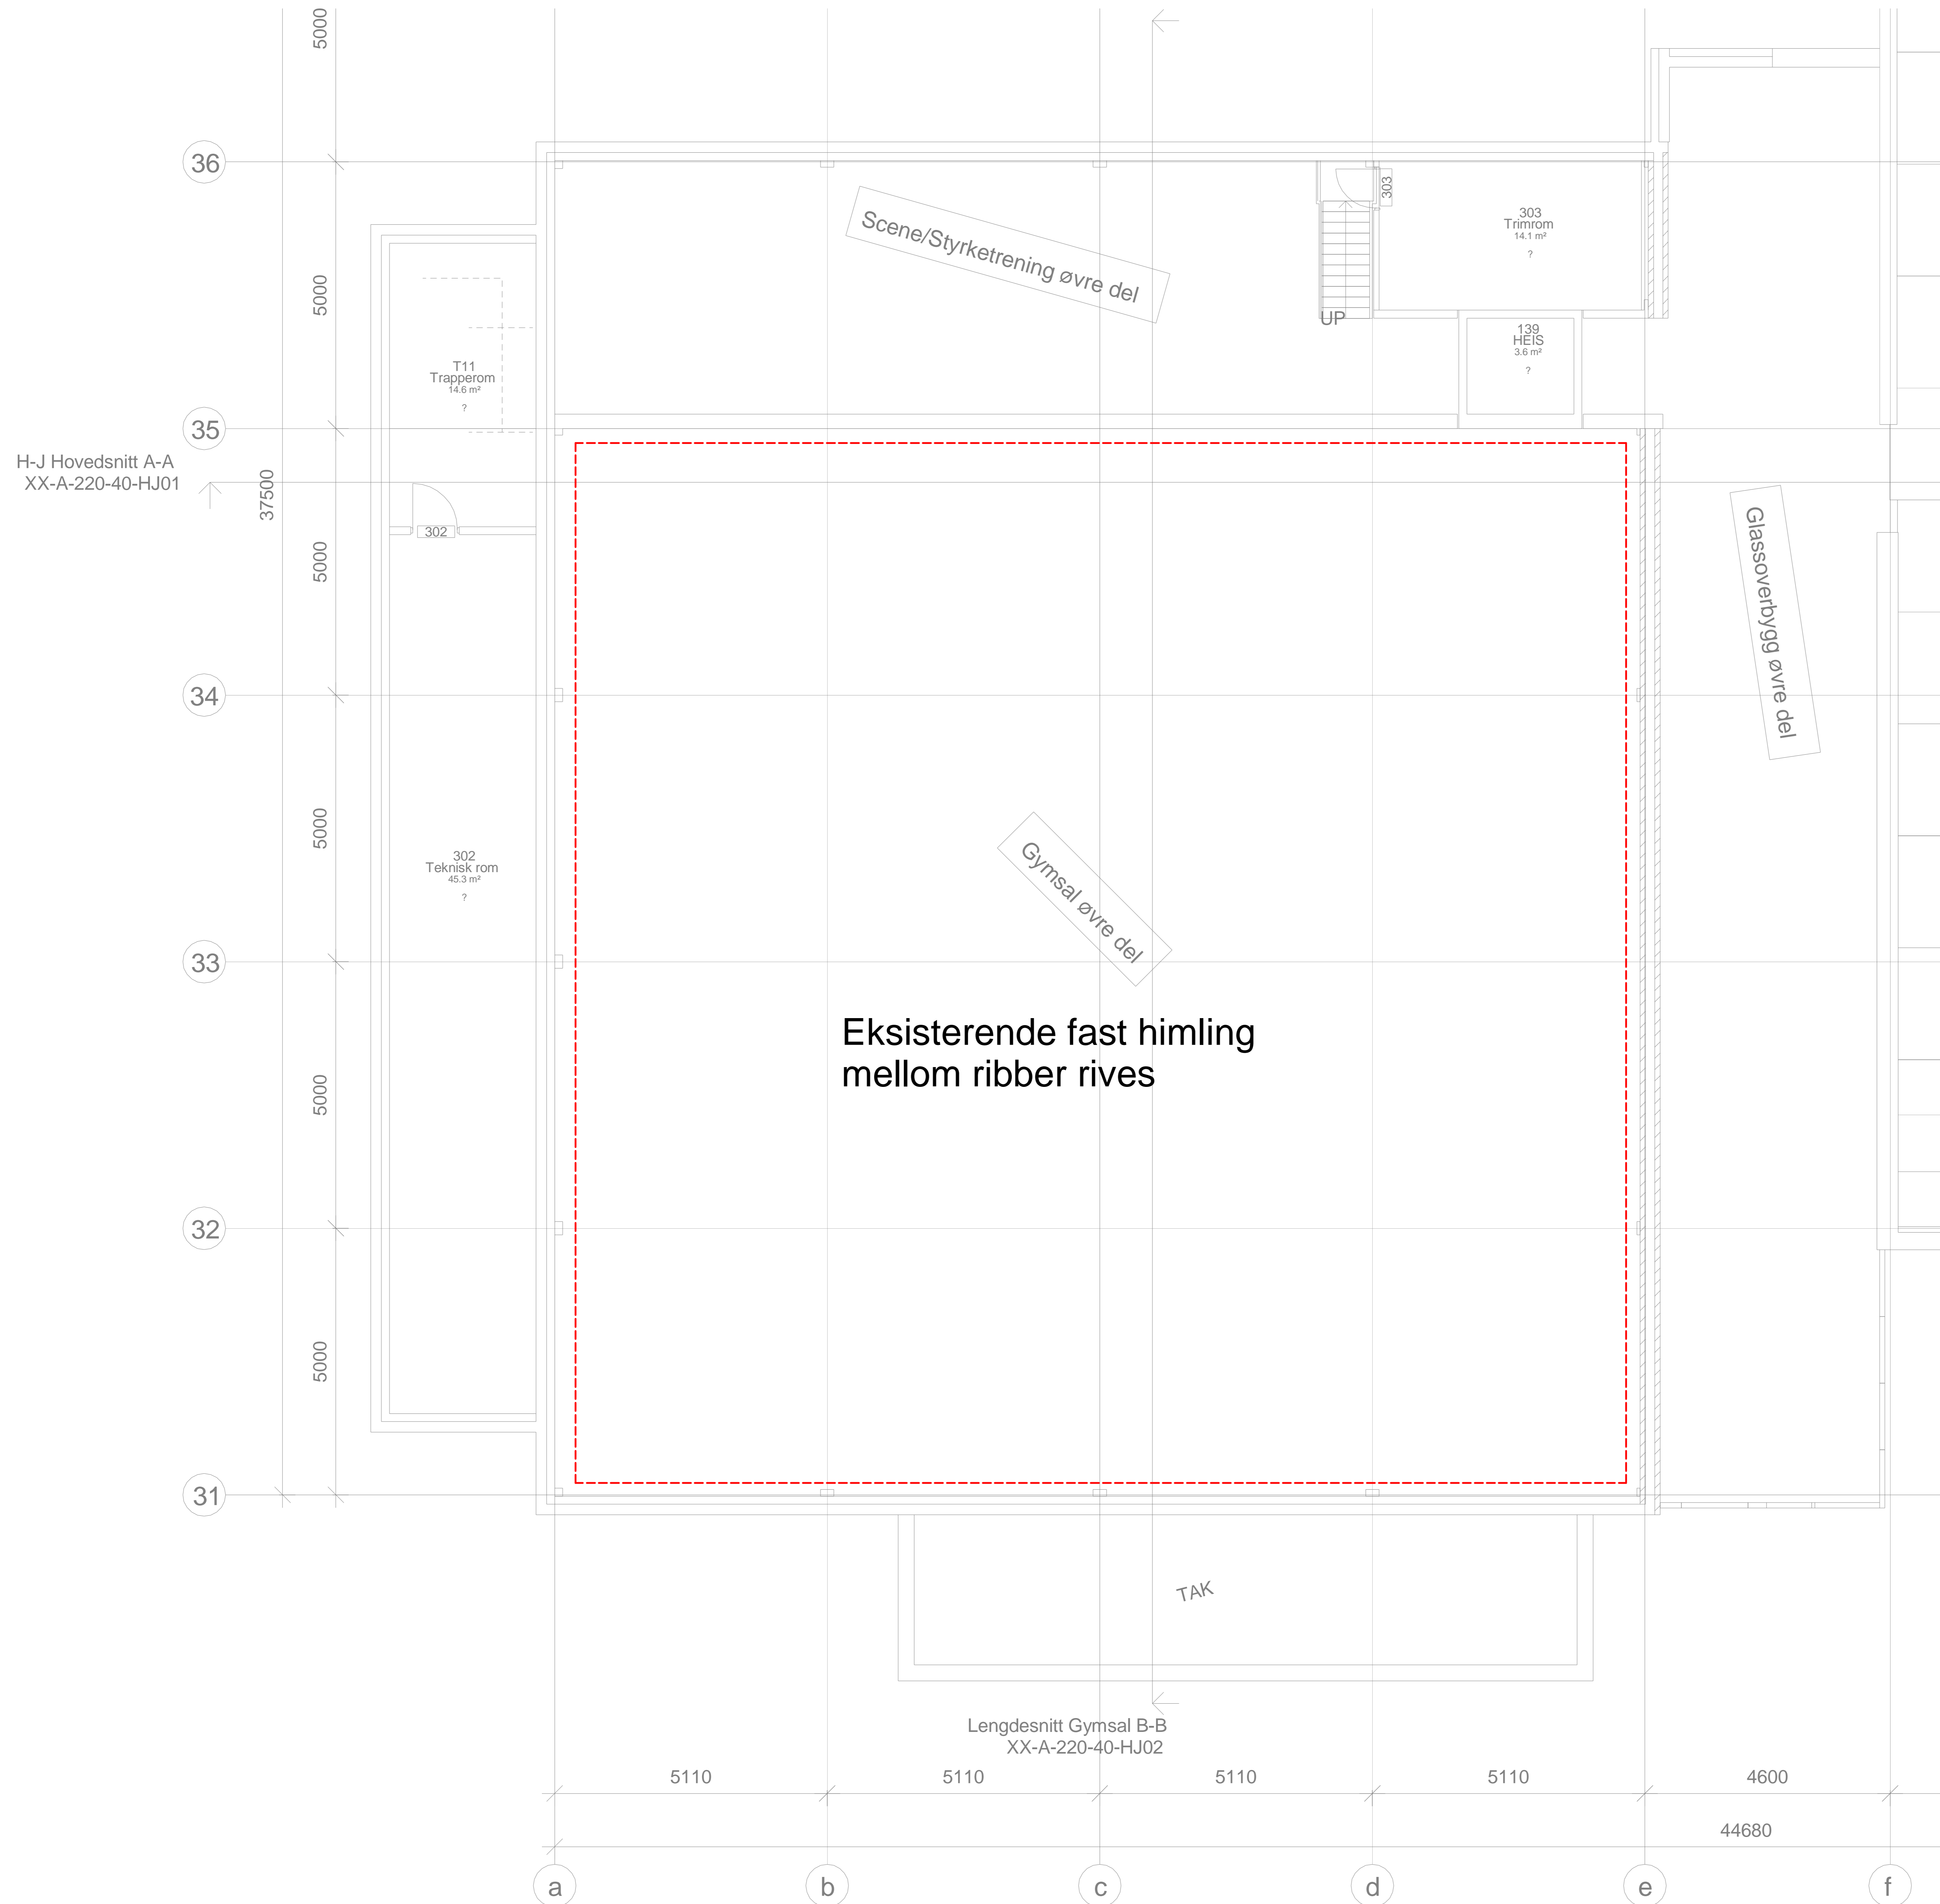 5000
36
303
303
Trimrom
14.1 m²
?
Scene/Styrketrening øvre del
5000
UP
139
HEIS
3.6 m²
?
T11
Trapperom
14.6 m²
?
35
H-J Hovedsnitt A-A
XX-A-220-40-HJ01
37500
302
5000
Glassoverbygg øvre del
34
5000
302
Teknisk rom
45.3 m²
?
Gymsal øvre del
33
Eksisterende fast himling
mellom ribber rives
5000
32
5000
31
TAK
Lengdesnitt Gymsal B-B
XX-A-220-40-HJ02
5110
5110
5110
5110
4600
44680
a
b
c
d
e
f